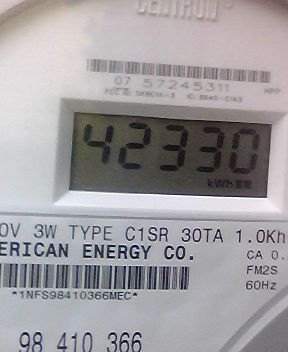 CENTRON
07 57245311
42330
kWh
0V 3W TYPE C1SR 30TA 1.0Kh
ERICAN ENERGY CO.
CA 0.
FM2S
60Hz
*1NFS98410366MEC*
98 410 366